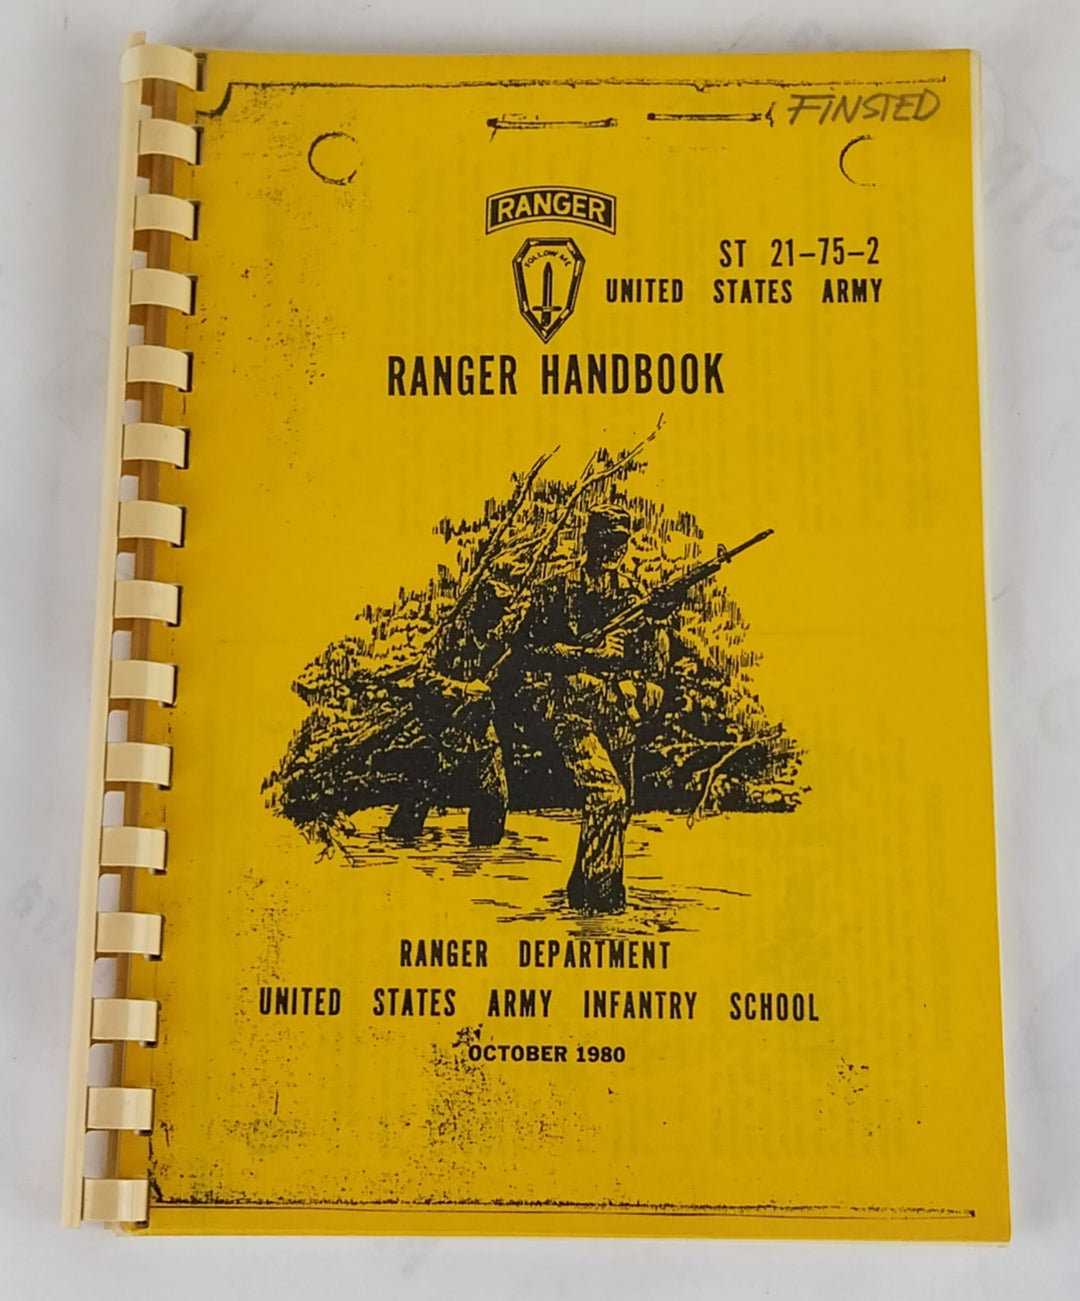 FINSTED
RANGER
FOLLOW ME
ST 21-75-2
UNITED STATES ARMY
RANGER HANDBOOK
RANGER DEPARTMENT
UNITED STATES ARMY INFANTRY SCHOOL
OCTOBER 1980